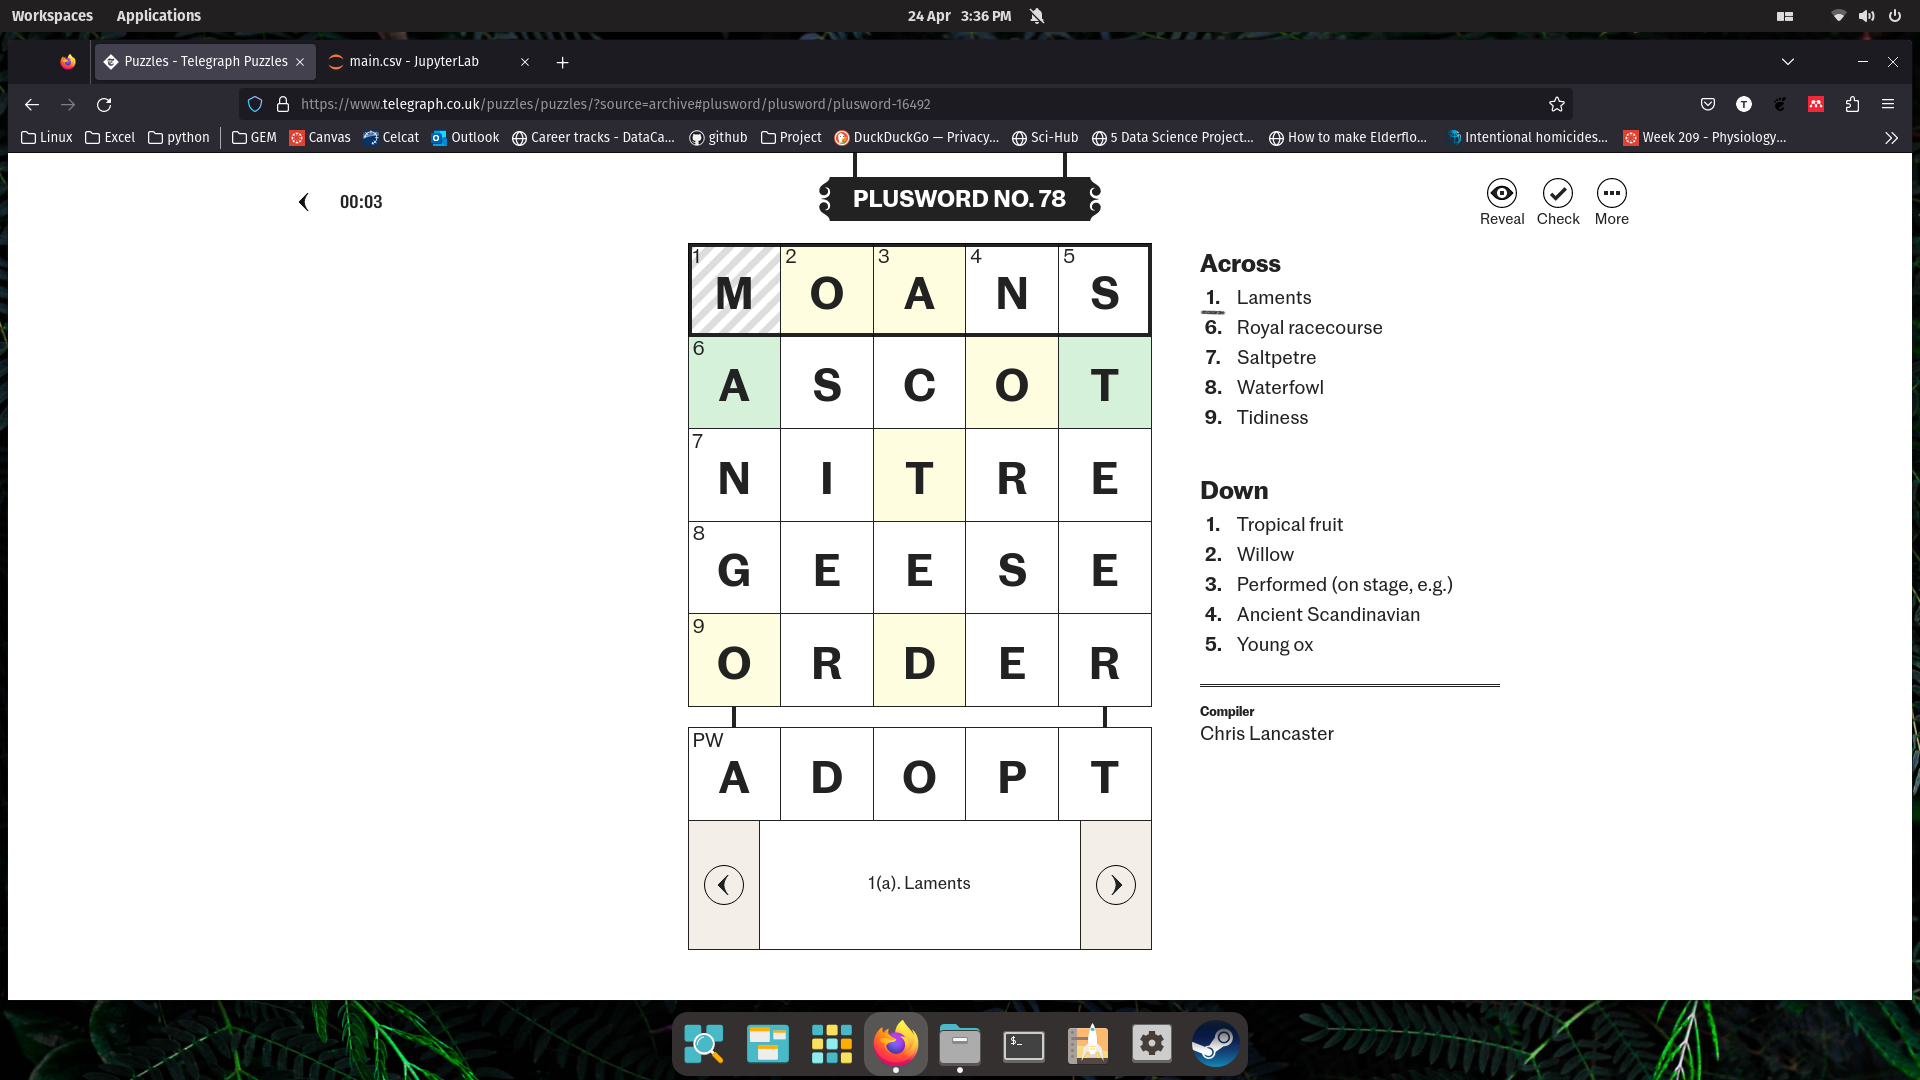 Workspaces Applications 24 Apr 3:36 PM
Puzzles - Telegraph Puzzles main.csv - JupyterLab
https://www.telegraph.co.uk/puzzles/puzzles/?source=archive#plusword/plusword/plusword-16492
Linux Excel python GEM Canvas Celcat Outlook Career tracks - DataCa... github Project DuckDuckGo — Privacy... Sci-Hub 5 Data Science Project... How to make Elderflo... Intentional homicides... Week 209 - Physiology...
00:03
PLUSWORD NO. 78
Reveal Check More
1 M 2 O 3 A 4 N 5 S
6 A S C O T
7 N I T R E
8 G E E S E
9 O R D E R
PW A D O P T
1(a). Laments
Across
1. Laments
6. Royal racecourse
7. Saltpetre
8. Waterfowl
9. Tidiness
Down
1. Tropical fruit
2. Willow
3. Performed (on stage, e.g.)
4. Ancient Scandinavian
5. Young ox
Compiler
Chris Lancaster